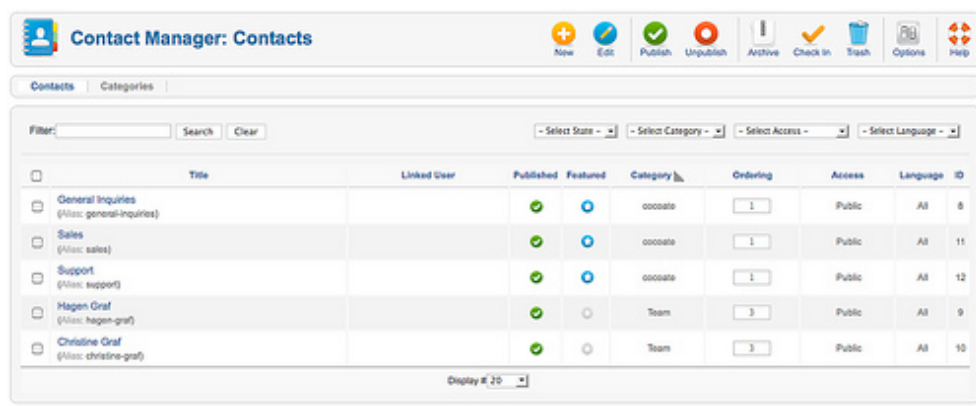 Contact Manager: Contacts
New Edit Publish Unpublish Archive Check In Trash Options Help
Contacts Categories
Filter: Search Clear - Select State - - Select Category - - Select Access - - Select Language -
Title Linked User Published Featured Category Ordering Access Language ID
General Inquiries cocoate 1 Public All 8
(Alias: general-inquiries)
Sales cocoate 1 Public All 11
(Alias: sales)
Support cocoate 1 Public All 12
(Alias: support)
Hagen Graf Team 3 Public All 9
(Alias: hagen-graf)
Christine Graf Team 3 Public All 10
(Alias: christine-graf)
Display # 20